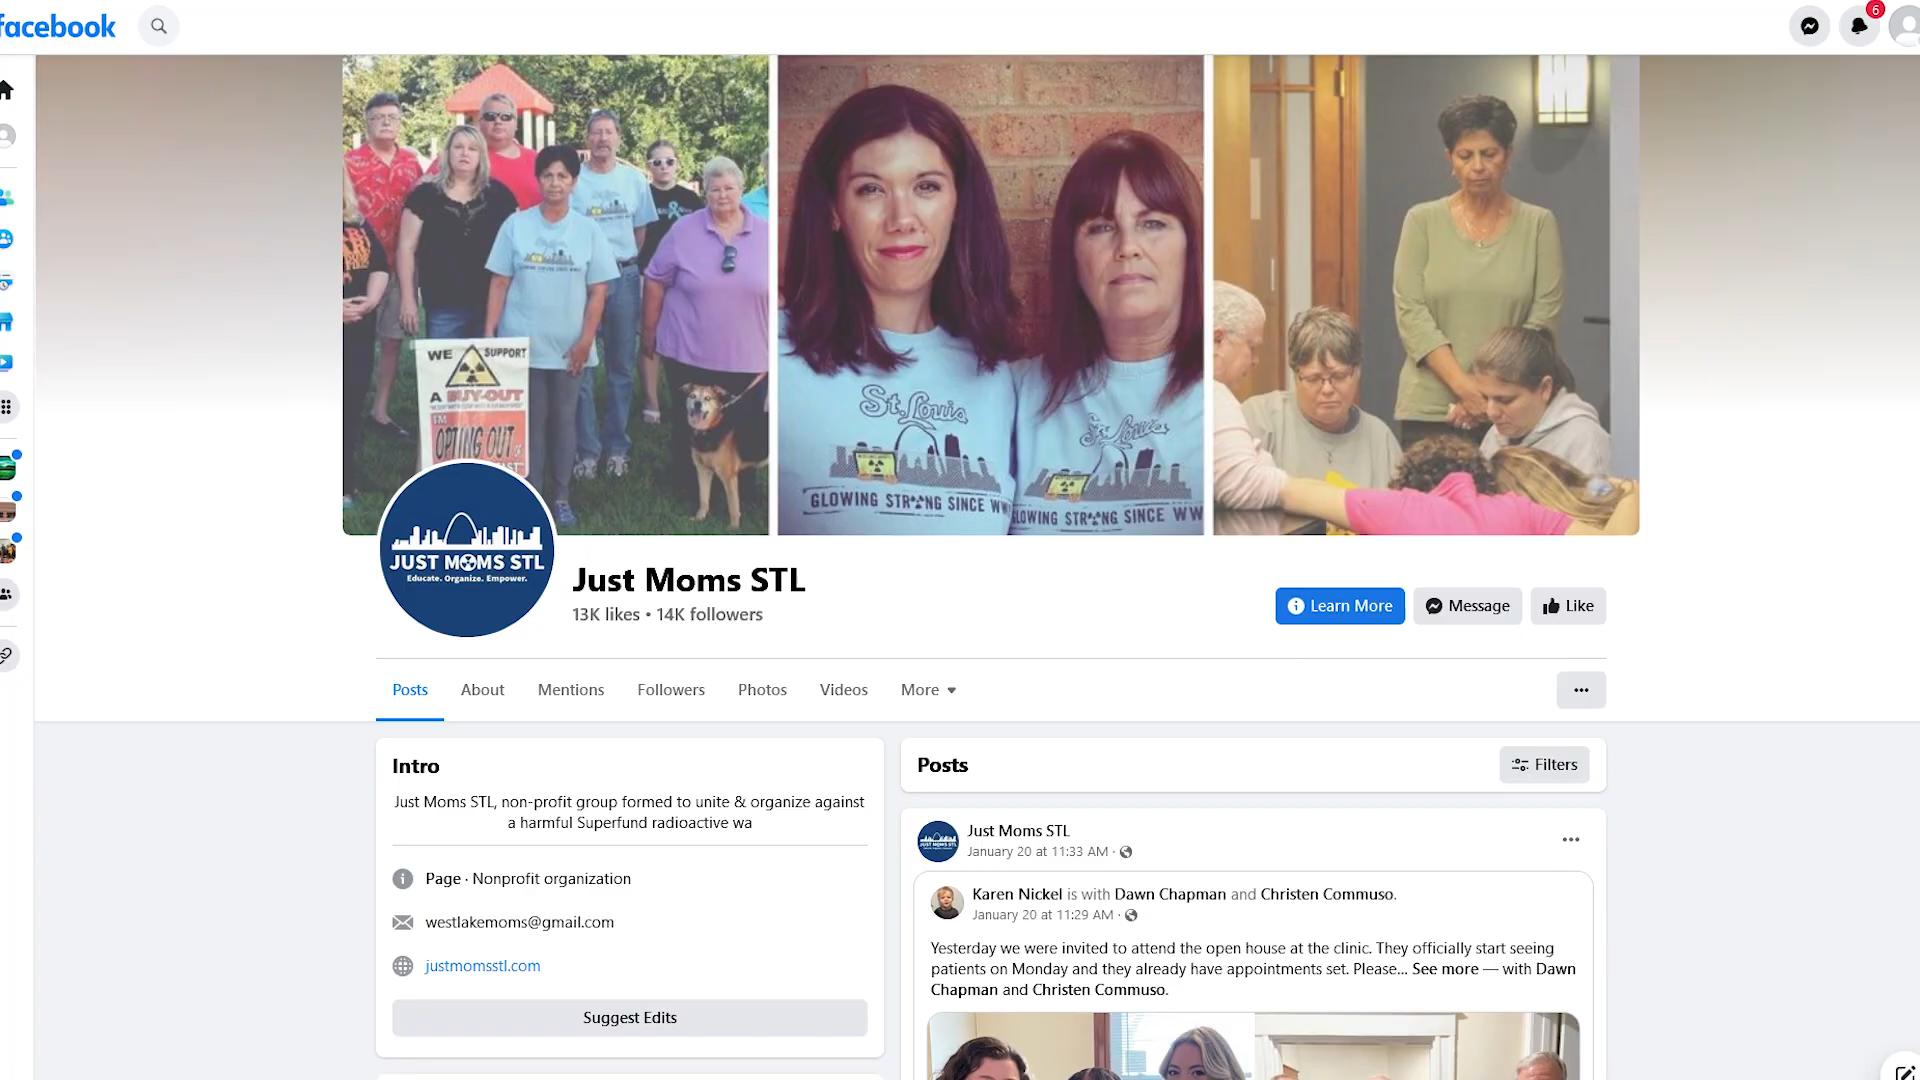 facebook
6
WE SUPPORT
A BUY-OUT
I'M
OPTING OUT
St. Louis
GLOWING STRONG SINCE WW
St. Louis
GLOWING STRONG SINCE WW
JUST MOMS STL
Educate. Organize. Empower.
Just Moms STL
13K likes • 14K followers
Learn More
Message
Like
Posts
About
Mentions
Followers
Photos
Videos
More
Intro
Just Moms STL, non-profit group formed to unite & organize against
a harmful Superfund radioactive wa
Page · Nonprofit organization
westlakemoms@gmail.com
justmomsstl.com
Suggest Edits
Posts
Filters
JUST MOMS STL
Just Moms STL
January 20 at 11:33 AM ·
Karen Nickel is with Dawn Chapman and Christen Commuso.
January 20 at 11:29 AM ·
Yesterday we were invited to attend the open house at the clinic. They officially start seeing
patients on Monday and they already have appointments set. Please... See more — with Dawn
Chapman and Christen Commuso.